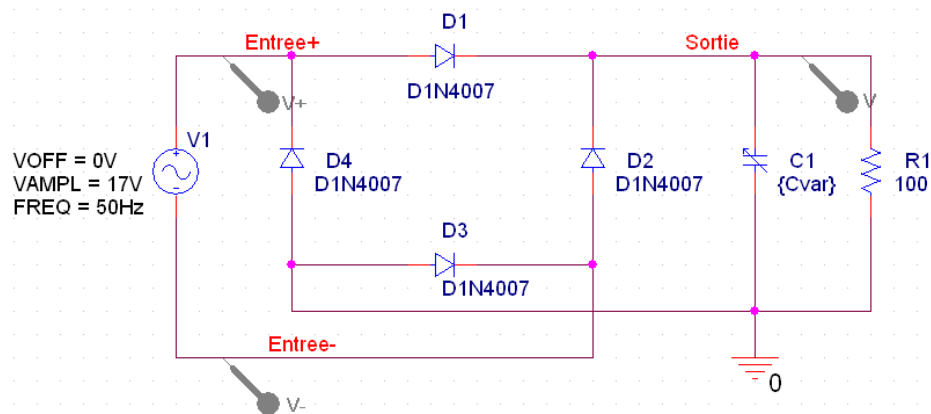 D1
Entree+
Sortie
D1N4007
V+
V
V1
VOFF = 0V
VAMPL = 17V
FREQ = 50Hz
D4
D1N4007
D2
D1N4007
C1
{Cvar}
R1
100
D3
D1N4007
Entree-
0
V-